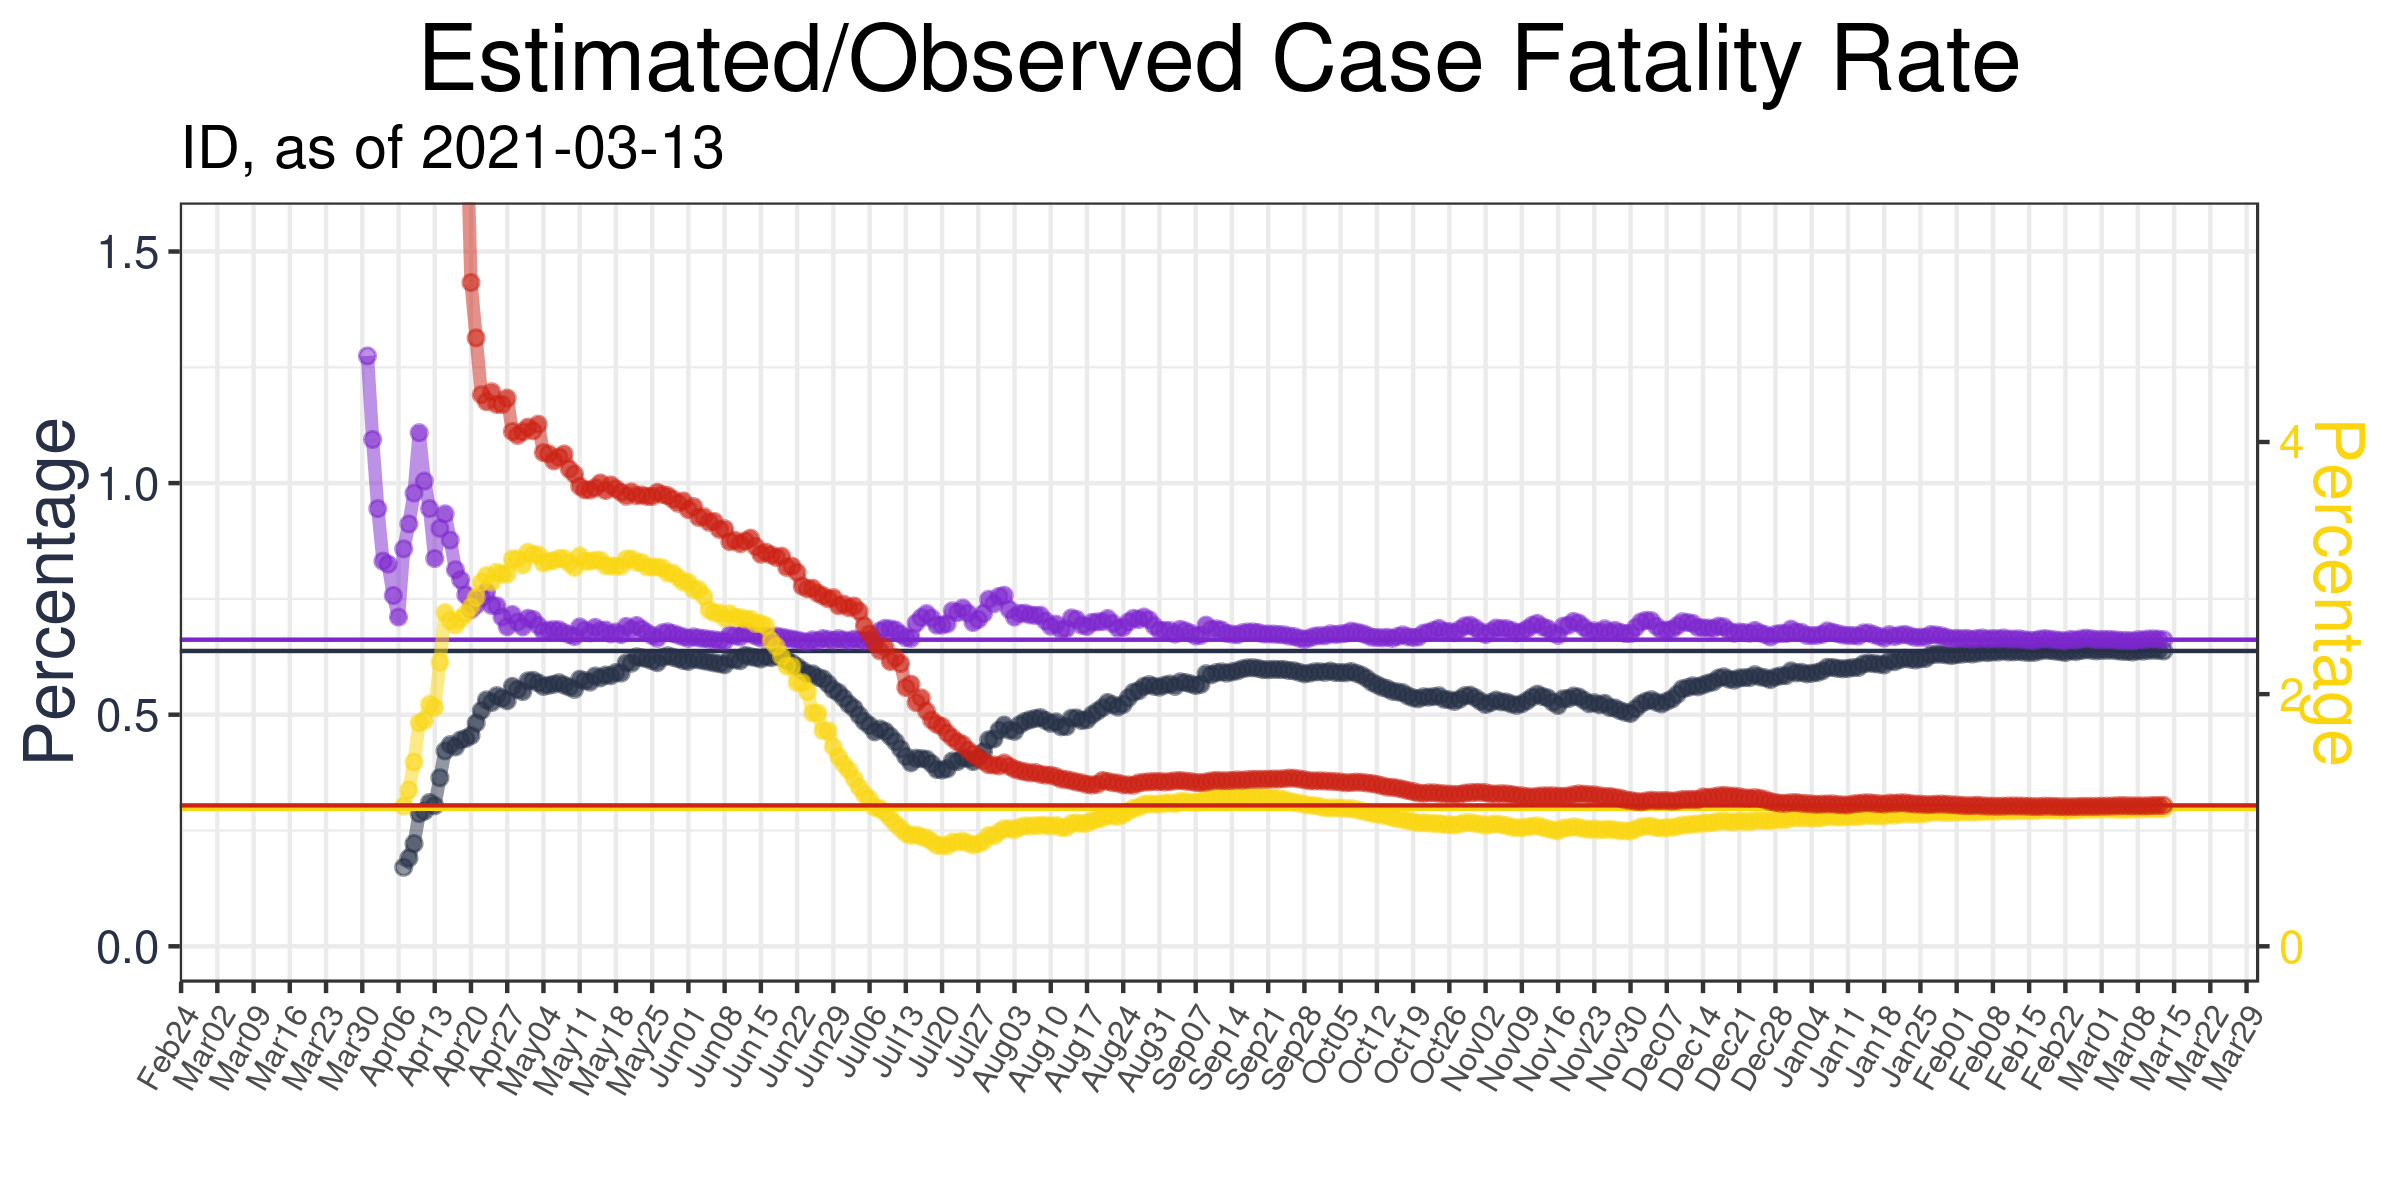 Estimated/Observed Case Fatality Rate
ID, as of 2021-03-13
Percentage
1.5
1.0
0.5
0.0
4
2
0
Percentage
Feb24
Mar02
Mar09
Mar16
Mar23
Mar30
Apr06
Apr13
Apr20
Apr27
May04
May11
May18
May25
Jun01
Jun08
Jun15
Jun22
Jun29
Jul06
Jul13
Jul20
Jul27
Aug03
Aug10
Aug17
Aug24
Aug31
Sep07
Sep14
Sep21
Sep28
Oct05
Oct12
Oct19
Oct26
Nov02
Nov09
Nov16
Nov23
Nov30
Dec07
Dec14
Dec21
Dec28
Jan04
Jan11
Jan18
Jan25
Feb01
Feb08
Feb15
Feb22
Mar01
Mar08
Mar15
Mar22
Mar29